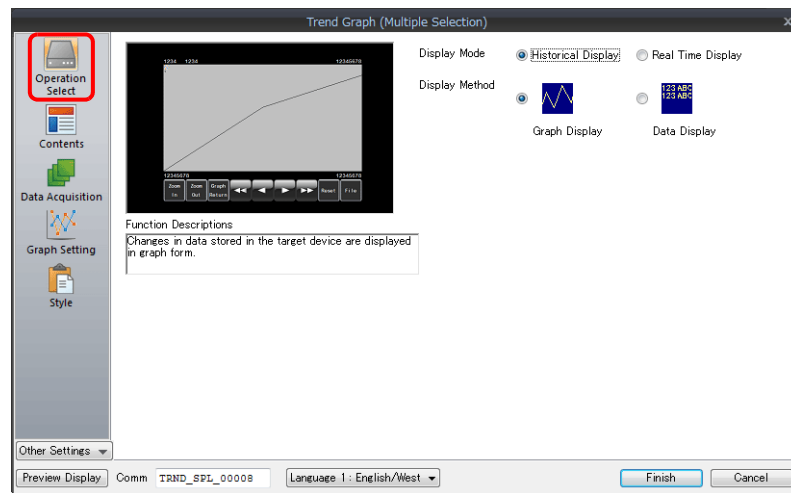 Trend Graph (Multiple Selection)
Operation
Select
Contents
Data Acquisition
Graph Setting
Style
Other Settings
1234 1234 12345678
12345678 12345678
Zoom In
Zoom Out
Graph Return
Reset
File
Function Descriptions
Changes in data stored in the target device are displayed
in graph form.
Display Mode
Historical Display
Real Time Display
Display Method
123 ABC
123 ABC
Graph Display
Data Display
Preview Display
Comm
TRND_SPL_00008
Language 1 : English/West
Finish
Cancel